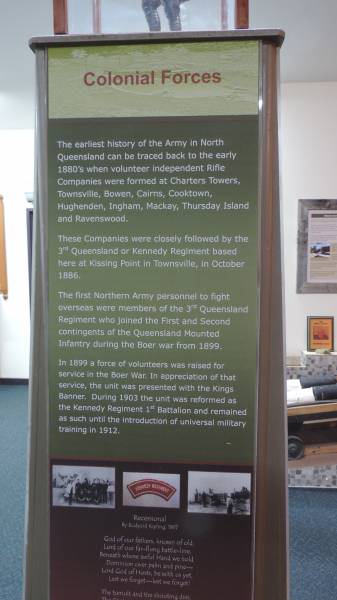 Colonial Forces
The earliest history of the Army in North
Queensland can be traced back to the early
1880's when volunteer independent Rifle
Companies were formed at Charters Towers,
Townsville, Bowen, Cairns, Cooktown,
Hughenden, Ingham, Mackay, Thursday Island
and Ravenswood.
These Companies were closely followed by the
3rd Queensland or Kennedy Regiment based
here at Kissing Point in Townsville, in October
1886.
The first Northern Army personnel to fight
overseas were members of the 3rd Queensland
Regiment who joined the First and Second
contingents of the Queensland Mounted
Infantry during the Boer war from 1899.
In 1899 a force of volunteers was raised for
service in the Boer War. In appreciation of that
service, the unit was presented with the Kings
Banner. During 1903 the unit was reformed as
the Kennedy Regiment 1st Battalion and remained
as such until the introduction of universal military
training in 1912.
KENNEDY REGIMENT
Recessional
By Rudyard Kipling, 1897
God of our fathers, known of old,
Lord of our far-flung battle-line,
Beneath whose awful Hand we hold
Dominion over palm and pine—
Lord God of Hosts, be with us yet,
Lest we forget—lest we forget!
The tumult and the shouting dies;